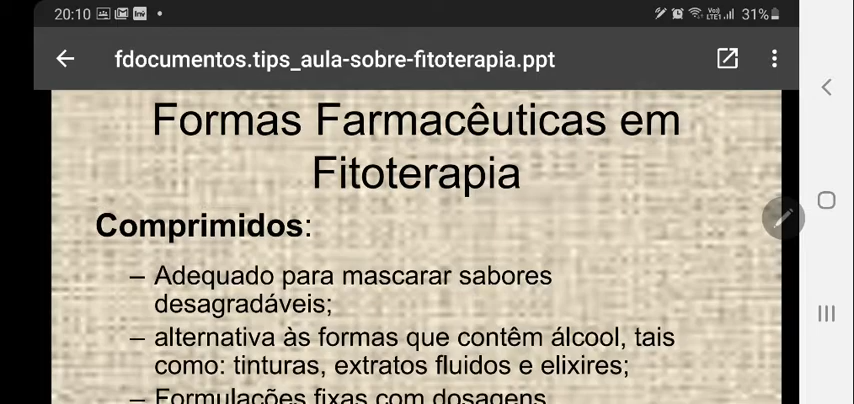 20:10
31%
fdocumentos.tips_aula-sobre-fitoterapia.ppt
Formas Farmacêuticas em
Fitoterapia
Comprimidos:
– Adequado para mascarar sabores
desagradáveis;
– alternativa às formas que contêm álcool, tais
como: tinturas, extratos fluidos e elixires;
– Formulações fixas com dosagens